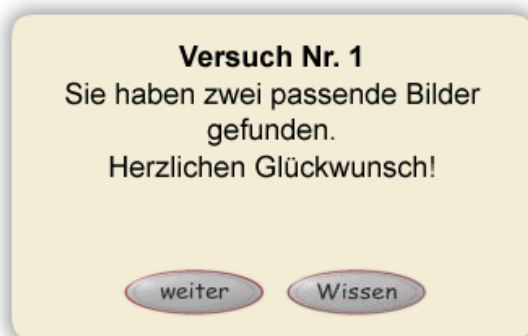 Versuch Nr. 1
Sie haben zwei passende Bilder
gefunden.
Herzlichen Glückwunsch!
weiter
Wissen